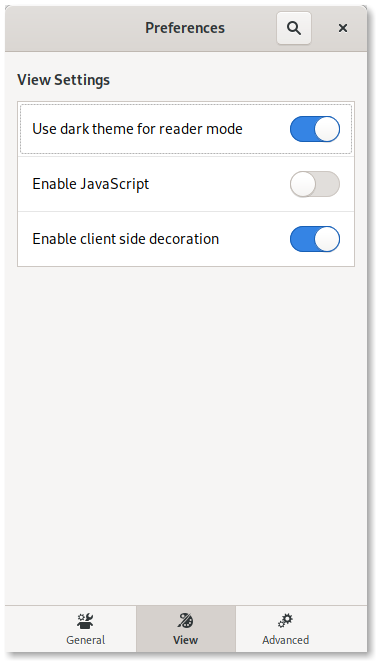 Preferences
View Settings
Use dark theme for reader mode
Enable JavaScript
Enable client side decoration
General
View
Advanced